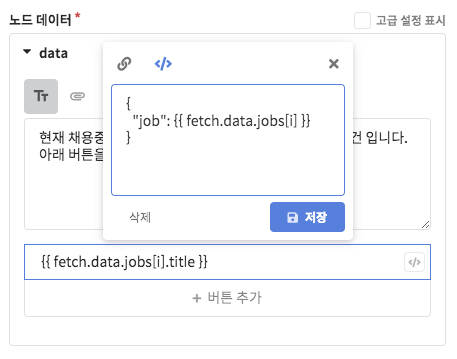 노드 데이터 *
고급 설정 표시
data
Tт
현재 채용중
건 입니다.
아래 버튼을
{
"job": {{ fetch.data.jobs[i] }}
}
삭제
저장
{{ fetch.data.jobs[i].title }}
</>
+ 버튼 추가